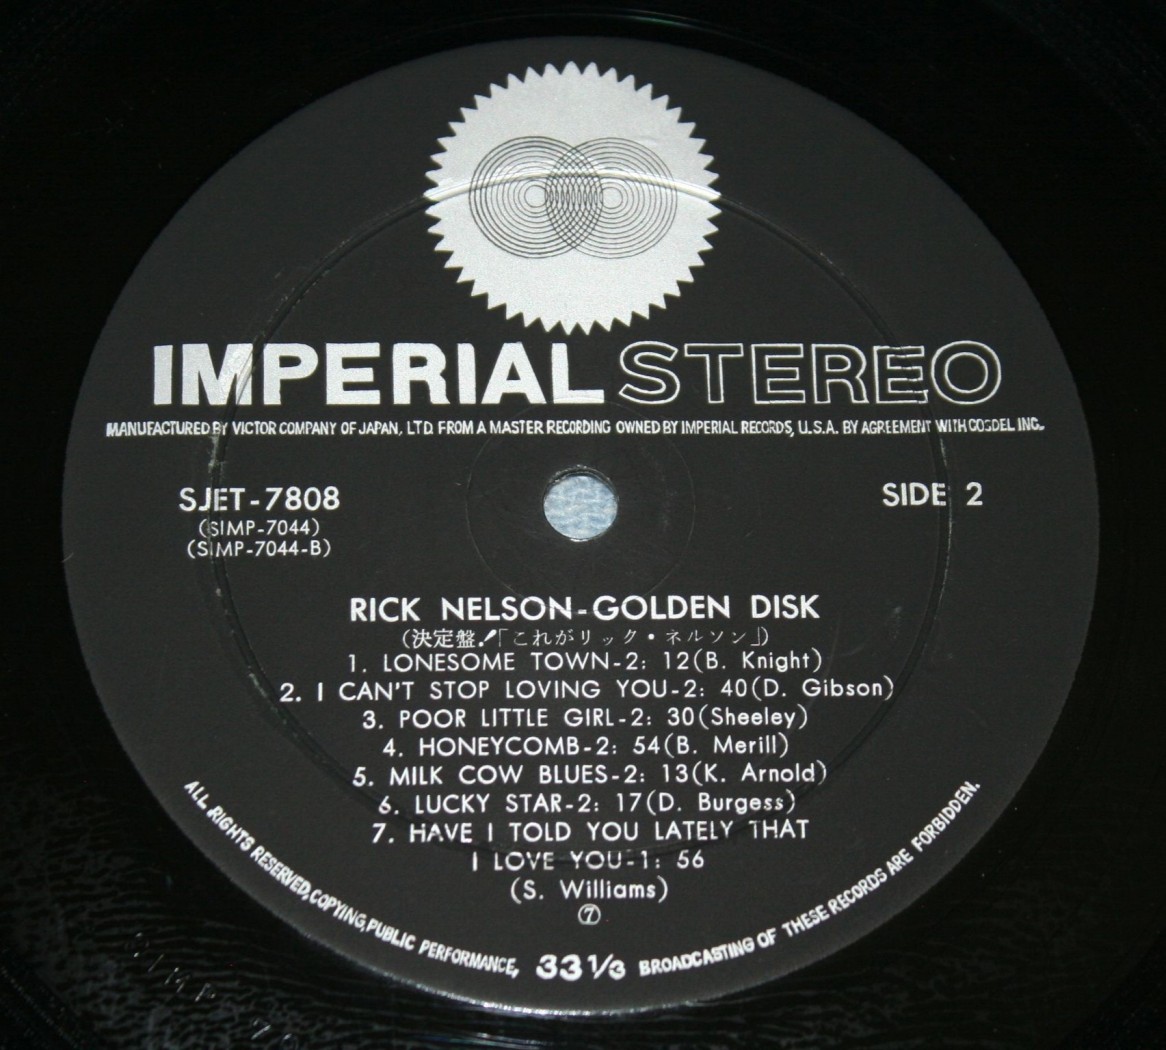 IMPERIAL STEREO
MANUFACTURED BY VICTOR COMPANY OF JAPAN, LTD. FROM A MASTER RECORDING OWNED BY IMPERIAL RECORDS, U.S.A. BY AGREEMENT WITH COSDEL INC.
SJET-7808
SIDE 2
(SIMP-7044)
(SIMP-7044-B)
RICK NELSON-GOLDEN DISK
(決定盤!「これがリック・ネルソン」)
1. LONESOME TOWN-2: 12(B. Knight)
2. I CAN'T STOP LOVING YOU-2: 40(D. Gibson)
3. POOR LITTLE GIRL-2: 30(Sheeley)
4. HONEYCOMB-2: 54(B. Merill)
5. MILK COW BLUES-2: 13(K. Arnold)
6. LUCKY STAR-2: 17(D. Burgess)
7. HAVE I TOLD YOU LATELY THAT
I LOVE YOU-1: 56
(S. Williams)
⑦
ALL RIGHTS RESERVED, COPYING, PUBLIC PERFORMANCE, 33 1/3 BROADCASTING OF THESE RECORDS ARE FORBIDDEN.